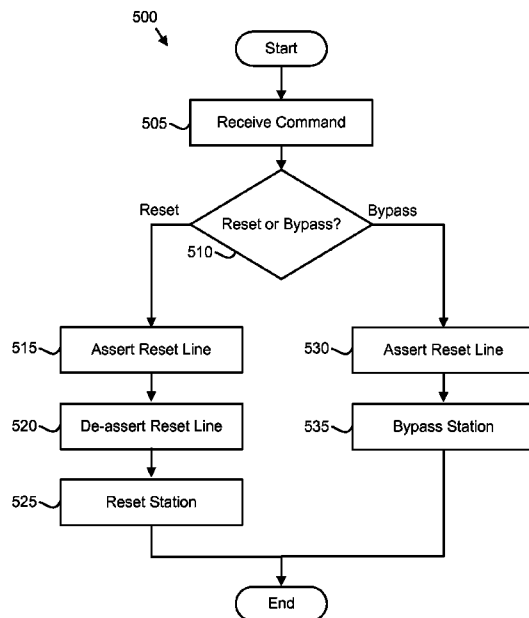 500
Start
505
Receive Command
Reset
Reset or Bypass?
Bypass
510
515
Assert Reset Line
530
Assert Reset Line
520
De-assert Reset Line
535
Bypass Station
525
Reset Station
End